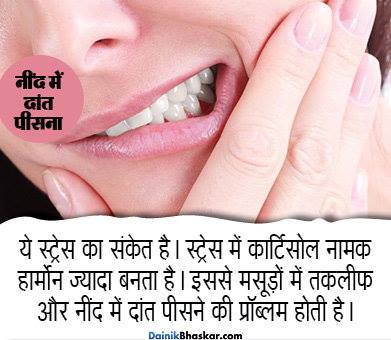 नींद में
दांत
पीसना
ये स्ट्रेस का संकेत है। स्ट्रेस में कार्टिसोल नामक
हार्मोन ज्यादा बनता है। इससे मसूड़ों में तकलीफ
और नींद में दांत पीसने की प्रॉब्लम होती है।
DainikBhaskar.com